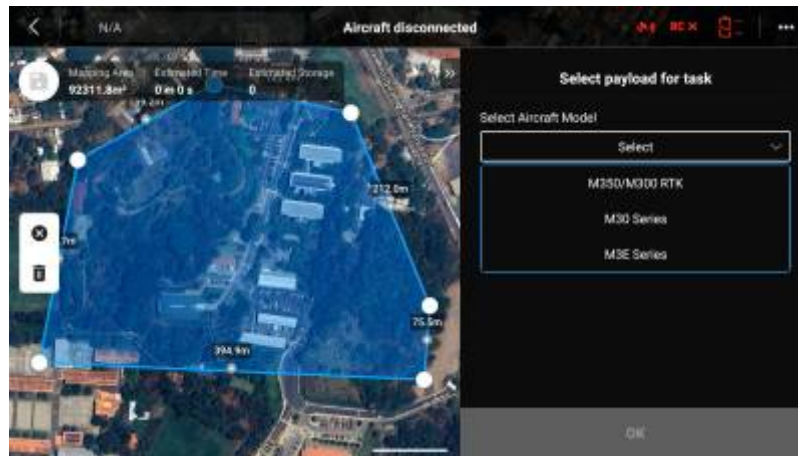 N/A
Aircraft disconnected
Mapping Area
Estimated Time
Estimated Storage
92311.8m²
0 m 0 s
0
212.0m
75.5m
394.9m
Select payload for task
Select Aircraft Model
Select
M350/M300 RTK
M30 Series
M3E Series
OK